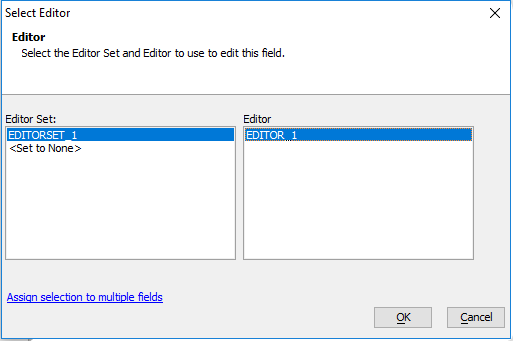 Select Editor
Editor
Select the Editor Set and Editor to use to edit this field.
Editor Set:
Editor
EDITORSET_1
EDITOR_1
<Set to None>
Assign selection to multiple fields
OK
Cancel